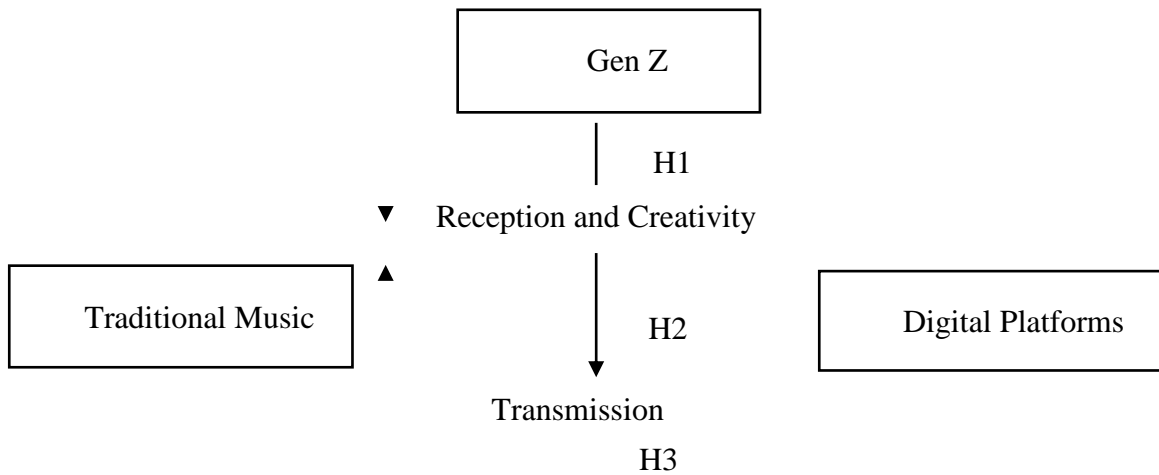 Gen Z
H1
Reception and Creativity
Traditional Music
Digital Platforms
H2
Transmission
H3